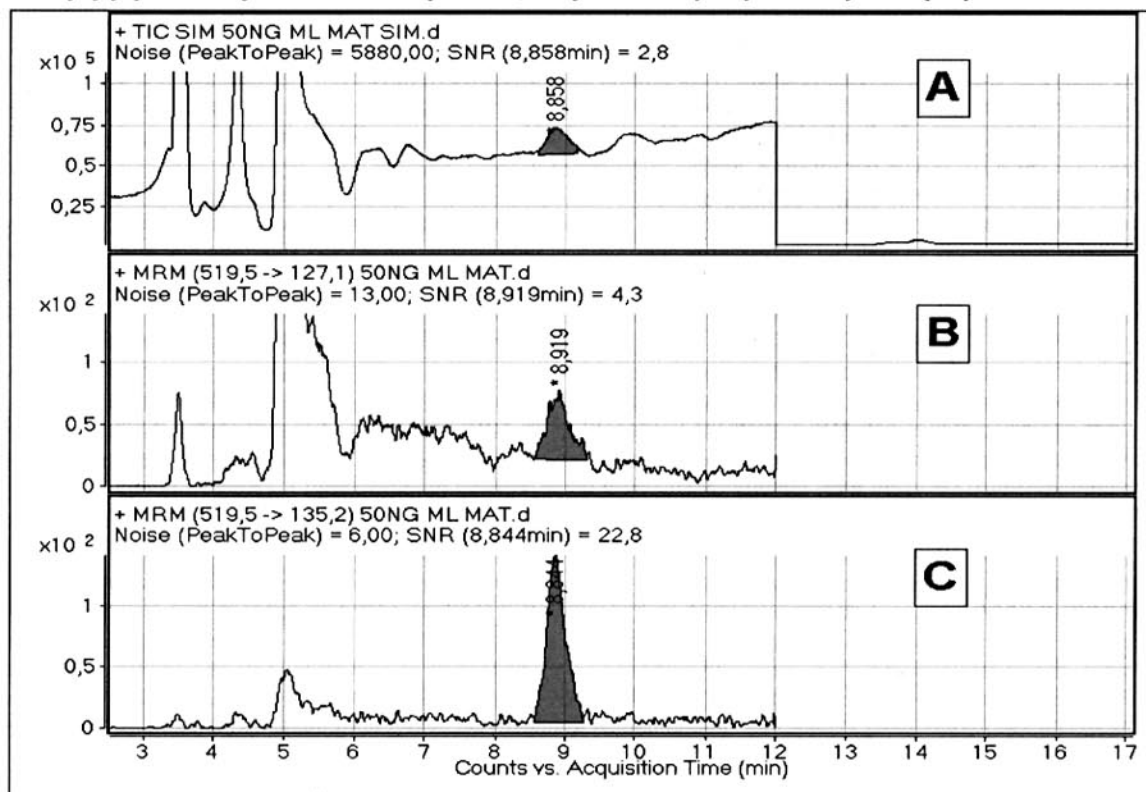 + TIC SIM 50NG ML MAT SIM.d
Noise (PeakToPeak) = 5880,00; SNR (8,858min) = 2,8
x10 5
1
0,75
0,5
0,25
8,858
A
+ MRM (519,5 -> 127,1) 50NG ML MAT.d
Noise (PeakToPeak) = 13,00; SNR (8,919min) = 4,3
x10 2
1
0,5
0
* 8,919
B
+ MRM (519,5 -> 135,2) 50NG ML MAT.d
Noise (PeakToPeak) = 6,00; SNR (8,844min) = 22,8
x10 2
1
0,5
0
C
3 4 5 6 7 8 9 10 11 12 13 14 15 16 17
Counts vs. Acquisition Time (min)